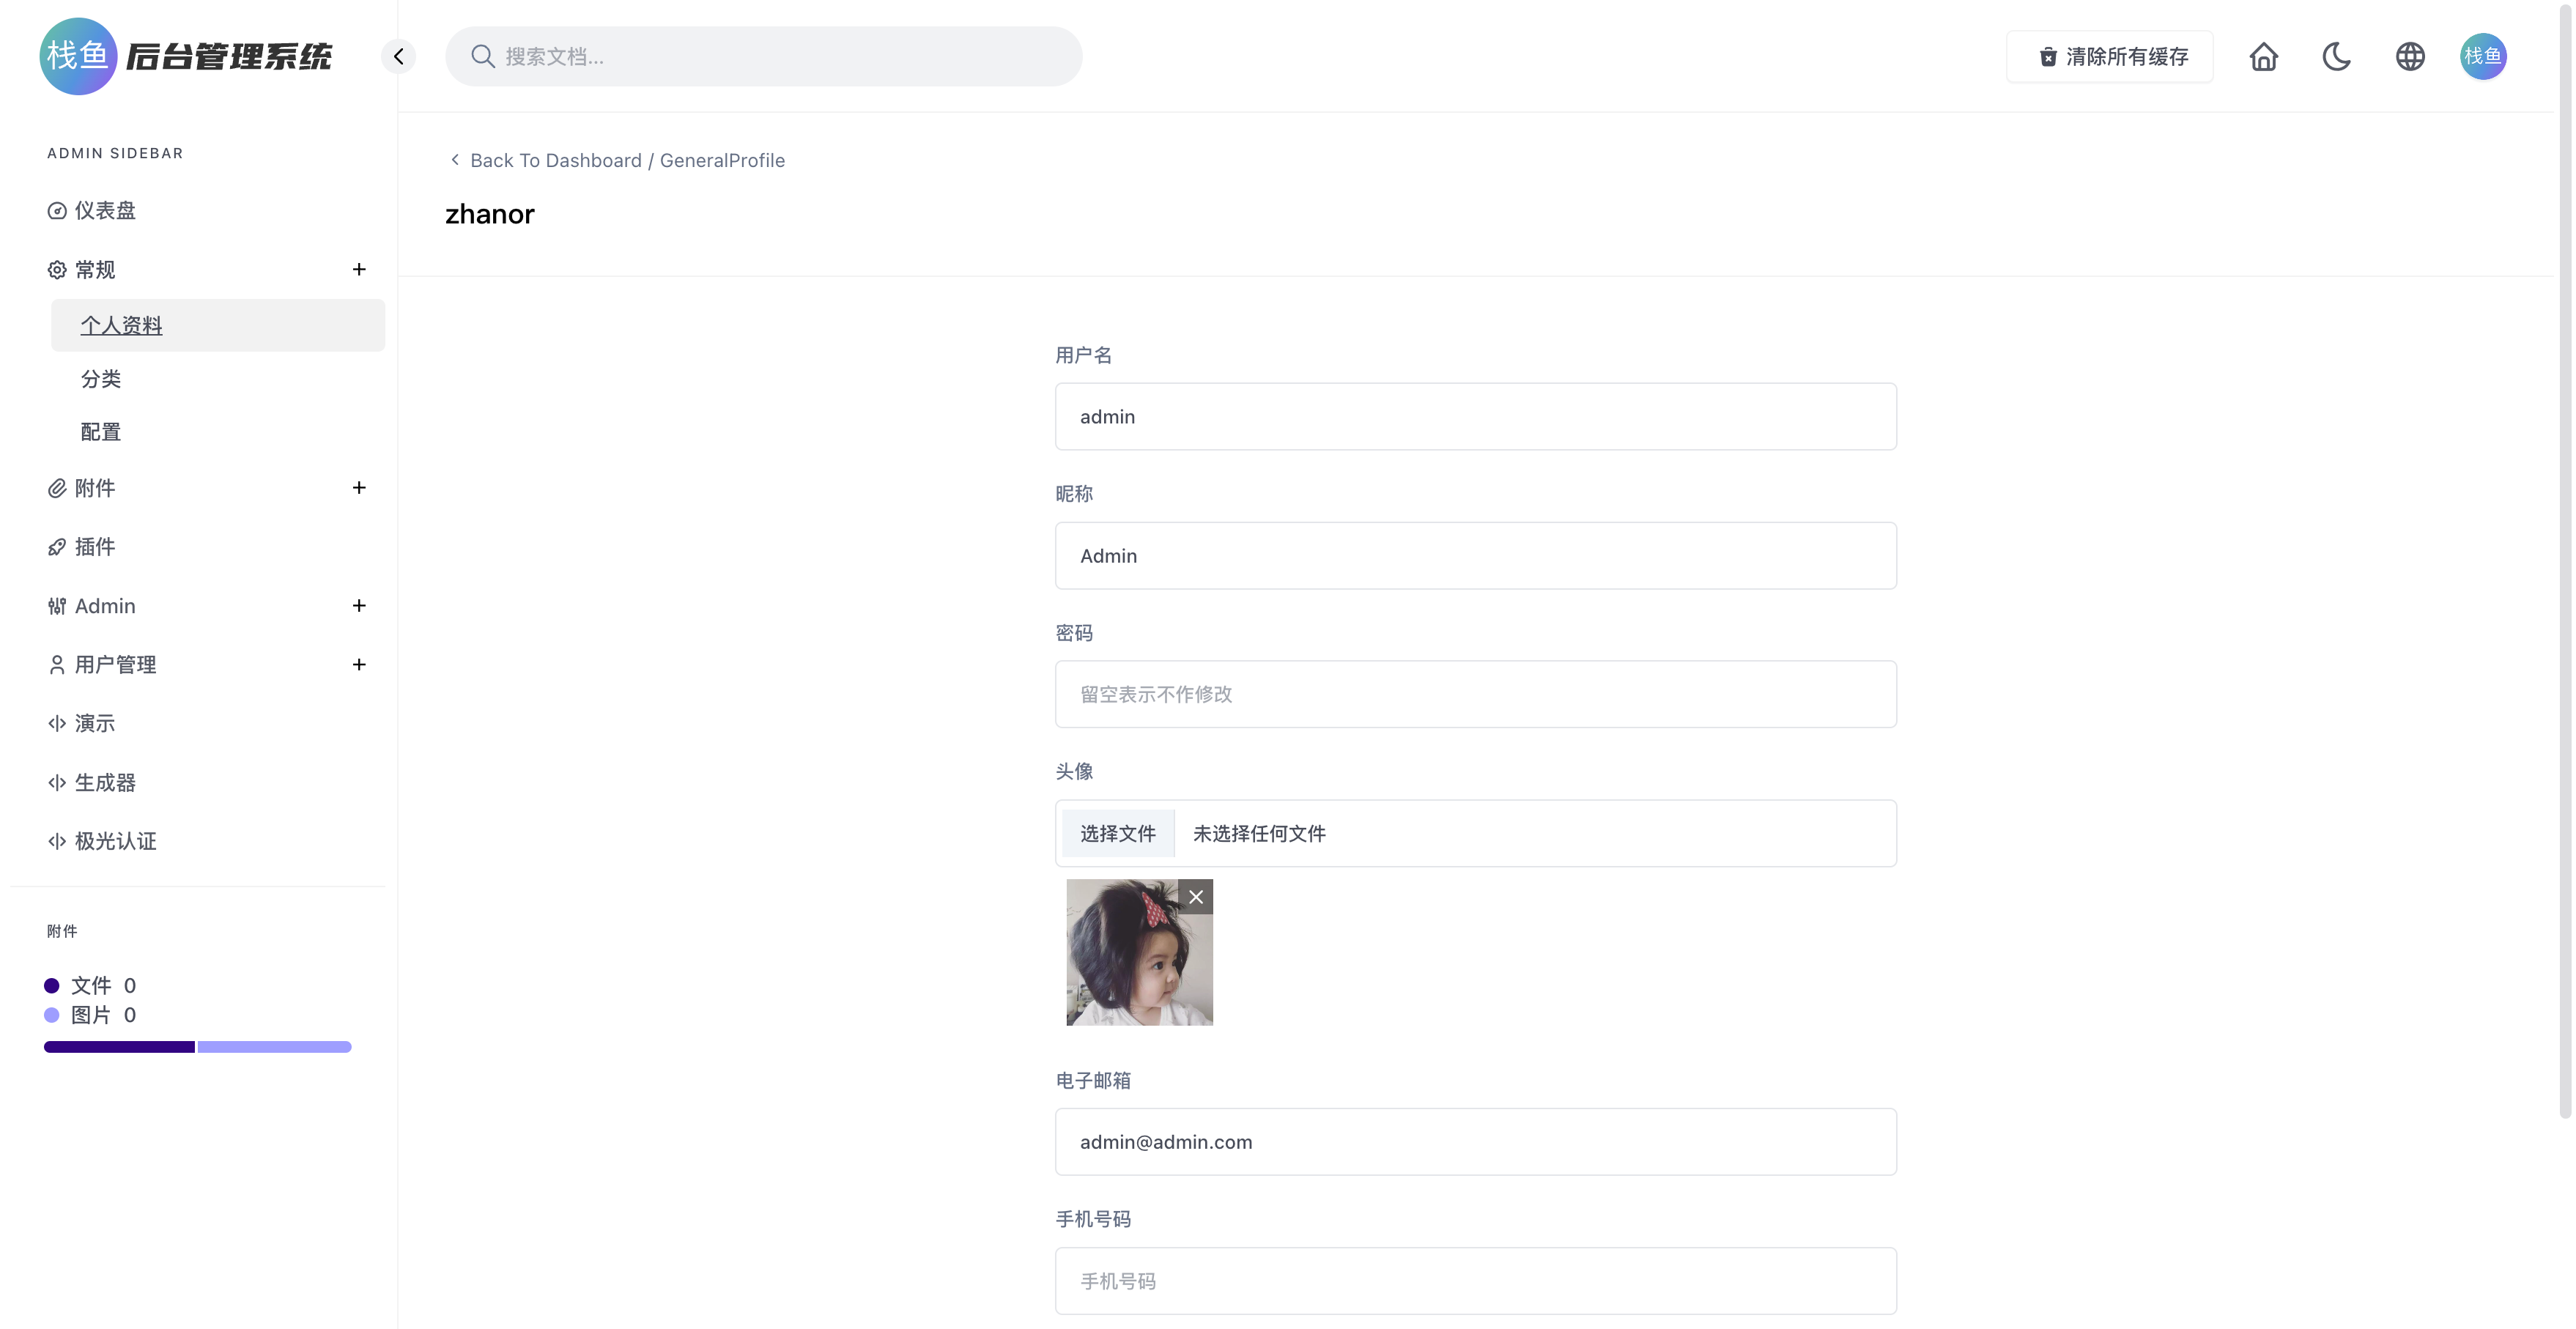 栈鱼 后台管理系统
搜索文档...
清除所有缓存
栈鱼
ADMIN SIDEBAR
仪表盘
常规 +
个人资料
分类
配置
附件 +
插件
Admin +
用户管理 +
演示
生成器
极光认证
附件
文件 0
图片 0
Back To Dashboard / GeneralProfile
zhanor
用户名
admin
昵称
Admin
密码
留空表示不作修改
头像
选择文件 未选择任何文件
电子邮箱
admin@admin.com
手机号码
手机号码